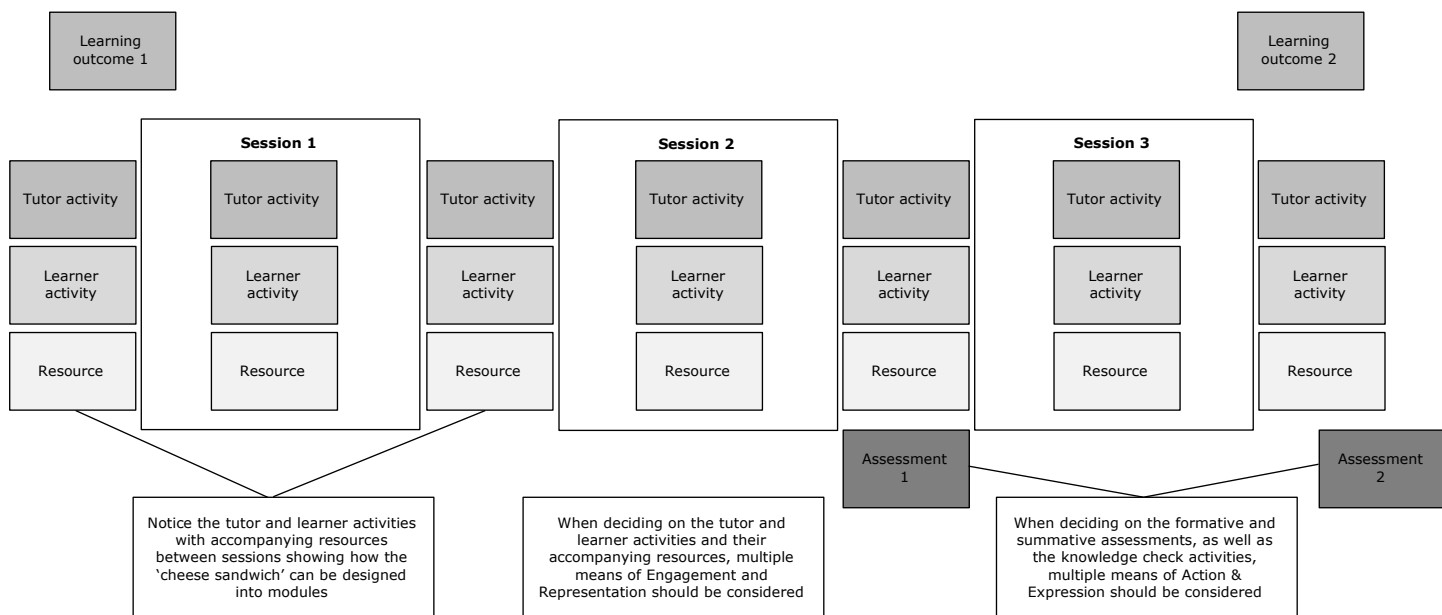 Learning
outcome 1
Learning
outcome 2
Session 1
Session 2
Session 3
Tutor activity
Tutor activity
Tutor activity
Tutor activity
Tutor activity
Tutor activity
Tutor activity
Learner
activity
Learner
activity
Learner
activity
Learner
activity
Learner
activity
Learner
activity
Learner
activity
Resource
Resource
Resource
Resource
Resource
Resource
Resource
Assessment
1
Assessment
2
Notice the tutor and learner activities
with accompanying resources
between sessions showing how the
‘cheese sandwich’ can be designed
into modules
When deciding on the tutor and
learner activities and their
accompanying resources, multiple
means of Engagement and
Representation should be considered
When deciding on the formative and
summative assessments, as well as
the knowledge check activities,
multiple means of Action &
Expression should be considered